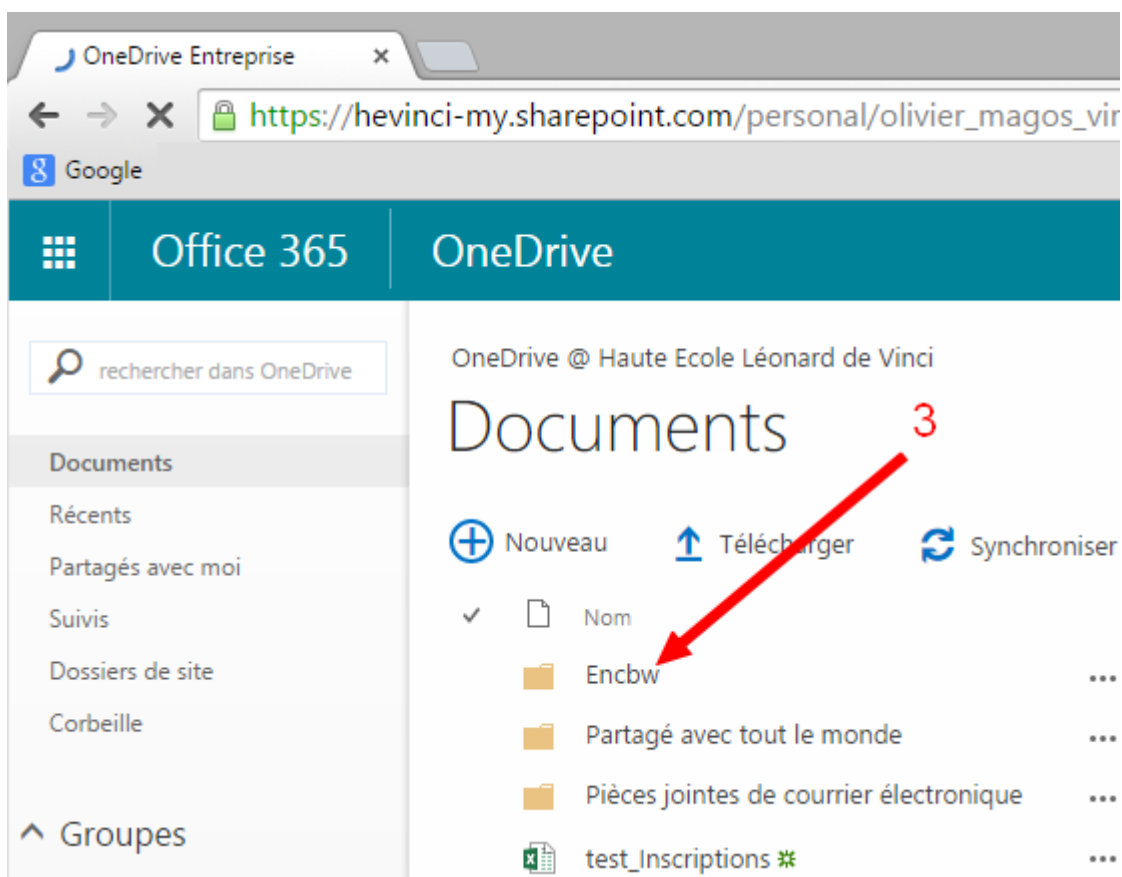 OneDrive Entreprise
https://hevinci-my.sharepoint.com/personal/olivier_magos_vin
Google
Office 365 OneDrive
rechercher dans OneDrive
Documents
Récents
Partagés avec moi
Suivis
Dossiers de site
Corbeille
Groupes
OneDrive @ Haute Ecole Léonard de Vinci
Documents
3
Nouveau Télécharger Synchroniser
Nom
Encbw
Partagé avec tout le monde
Pièces jointes de courrier électronique
test_Inscriptions